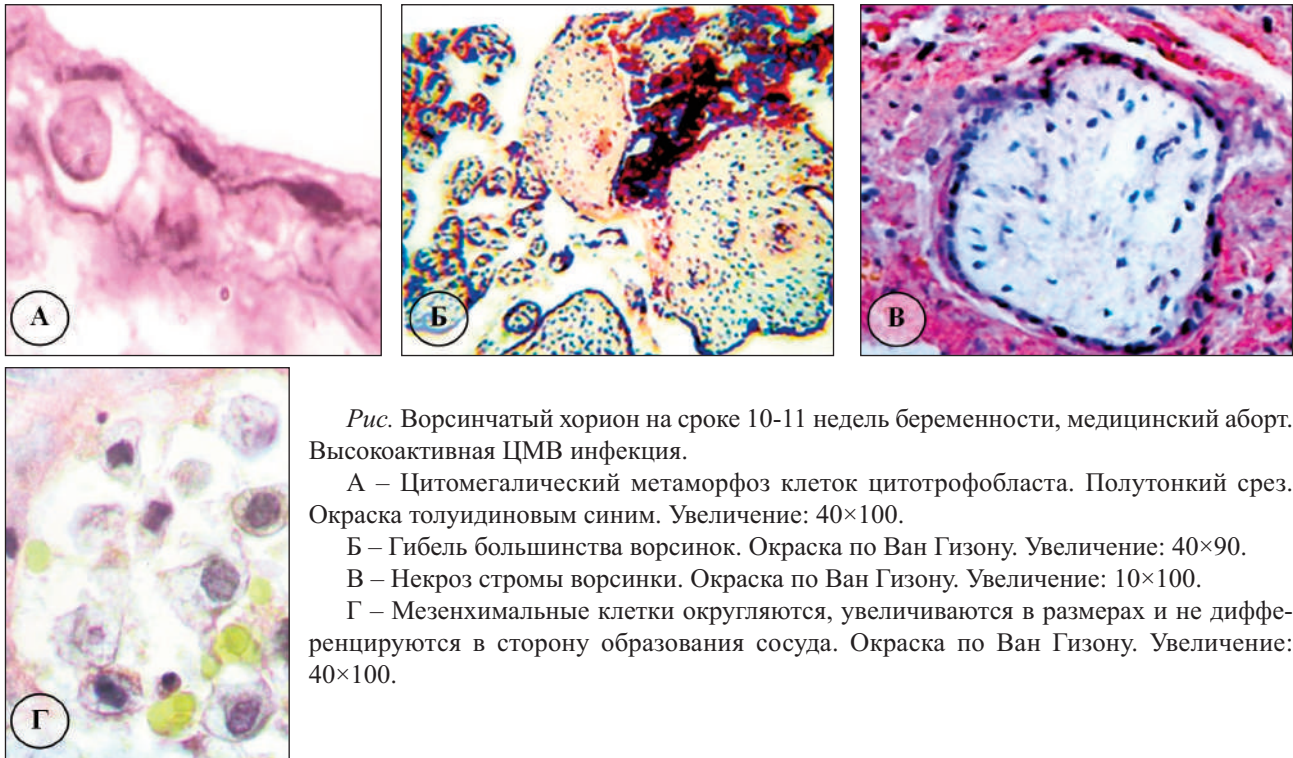 А
Б
В
Г
Рис. Ворсинчатый хорион на сроке 10-11 недель беременности, медицинский аборт.
Высокоактивная ЦМВ инфекция.
А – Цитомегалический метаморфоз клеток цитотрофобласта. Полутонкий срез.
Окраска толуидиновым синим. Увеличение: 40×100.
Б – Гибель большинства ворсинок. Окраска по Ван Гизону. Увеличение: 40×90.
В – Некроз стромы ворсинки. Окраска по Ван Гизону. Увеличение: 10×100.
Г – Мезенхимальные клетки округляются, увеличиваются в размерах и не диффе-
ренцируются в сторону образования сосуда. Окраска по Ван Гизону. Увеличение:
40×100.